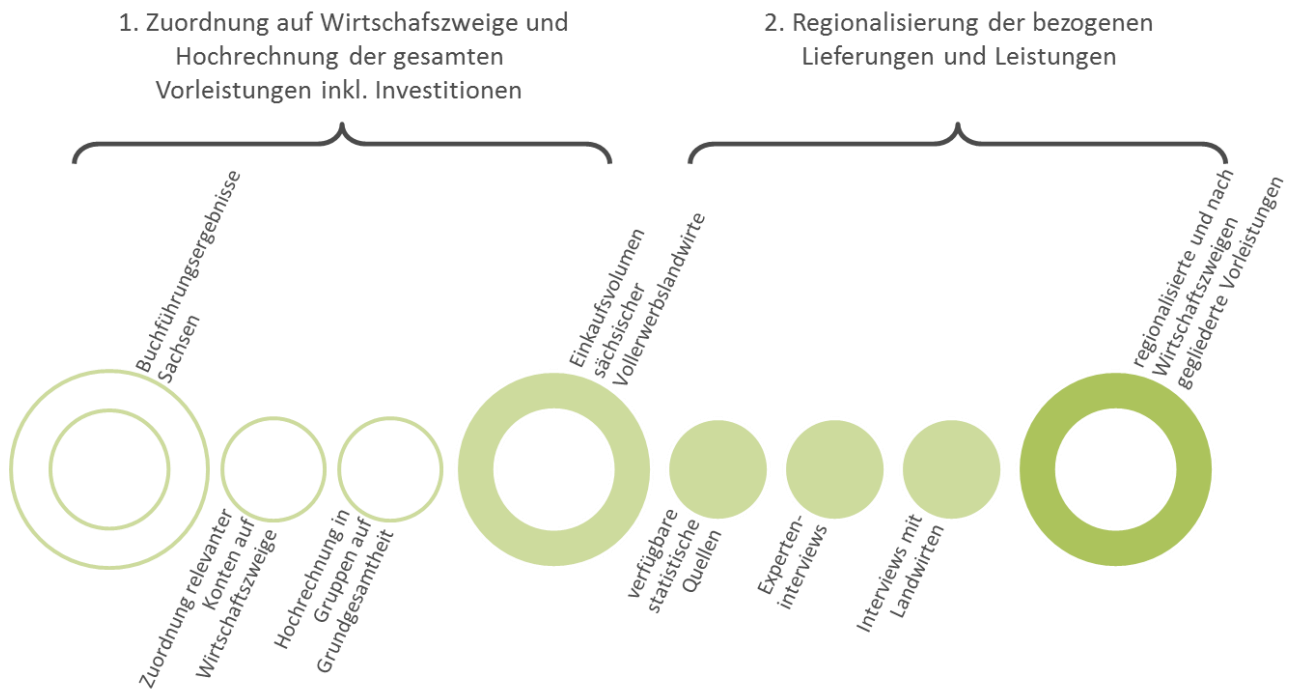 1. Zuordnung auf Wirtschafszweige und
Hochrechnung der gesamten
Vorleistungen inkl. Investitionen
2. Regionalisierung der bezogenen
Lieferungen und Leistungen
Buchführungsergebnisse
Sachsen
Zuordnung relevanter
Konten auf
Wirtschaftszweige
Hochrechnung in
Gruppen auf
Grundgesamtheit
Einkaufsvolumen
sächsischer
Vollerwerbslandwirte
verfügbare
statistische
Quellen
Experten-
interviews
Interviews mit
Landwirten
regionalisierte und nach
Wirtschaftszweigen
gegliederte Vorleistungen